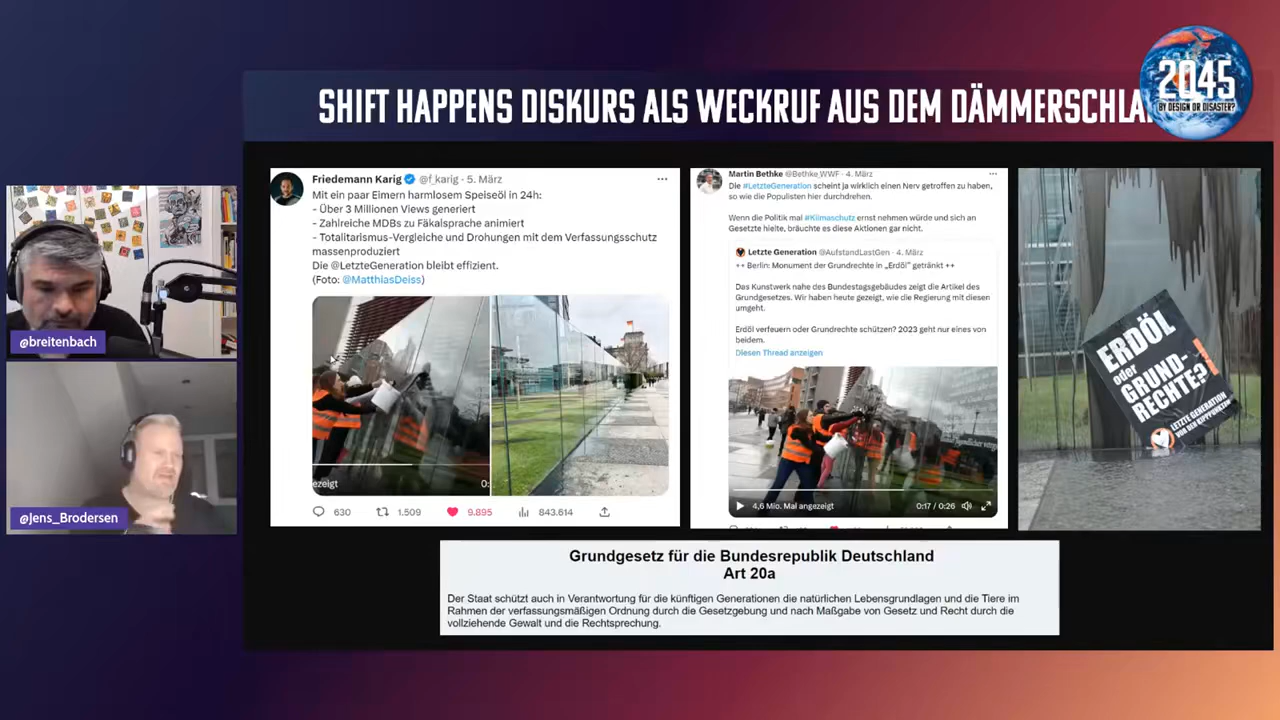 SHIFT HAPPENS DISKURS ALS WECKRUF AUS DEM DÄMMERSCHLA
2045
BY DESIGN OR DISASTER?
@breitenbach
@Jens_Brodersen
Friedemann Karig @f_karig · 5. März
Mit ein paar Eimern harmlosem Speiseöl in 24h:
- Über 3 Millionen Views generiert
- Zahlreiche MDBs zu Fäkalsprache animiert
- Totalitarismus-Vergleiche und Drohungen mit dem Verfassungsschutz
massenproduziert
Die @LetzteGeneration bleibt effizient.
(Foto: @MatthiasDeiss)
ezeigt
0:
630
1.509
9.895
843.614
Martin Bethke @Bethke_WWF · 4. März
Die #LetzteGeneration scheint ja wirklich einen Nerv getroffen zu haben,
so wie die Populisten hier durchdrehen.
Wenn die Politik mal #Klimaschutz ernst nehmen würde und sich an
Gesetzte hielte, bräuchte es diese Aktionen gar nicht.
Letzte Generation @AufstandLastGen · 4. März
++ Berlin: Monument der Grundrechte in „Erdöl" getränkt ++
Das Kunstwerk nahe des Bundestagsgebäudes zeigt die Artikel des
Grundgesetzes. Wir haben heute gezeigt, wie die Regierung mit diesen
umgeht.
Erdöl verfeuern oder Grundrechte schützen? 2023 geht nur eines von
beidem.
Diesen Thread anzeigen
4,6 Mio. Mal angezeigt
0:17 / 0:26
ERDÖL
oder
GRUND-
RECHTE?!
LETZTE GENERATION
VOR DEN KIPPPUNKTEN
Grundgesetz für die Bundesrepublik Deutschland
Art 20a
Der Staat schützt auch in Verantwortung für die künftigen Generationen die natürlichen Lebensgrundlagen und die Tiere im
Rahmen der verfassungsmäßigen Ordnung durch die Gesetzgebung und nach Maßgabe von Gesetz und Recht durch die
vollziehende Gewalt und die Rechtsprechung.